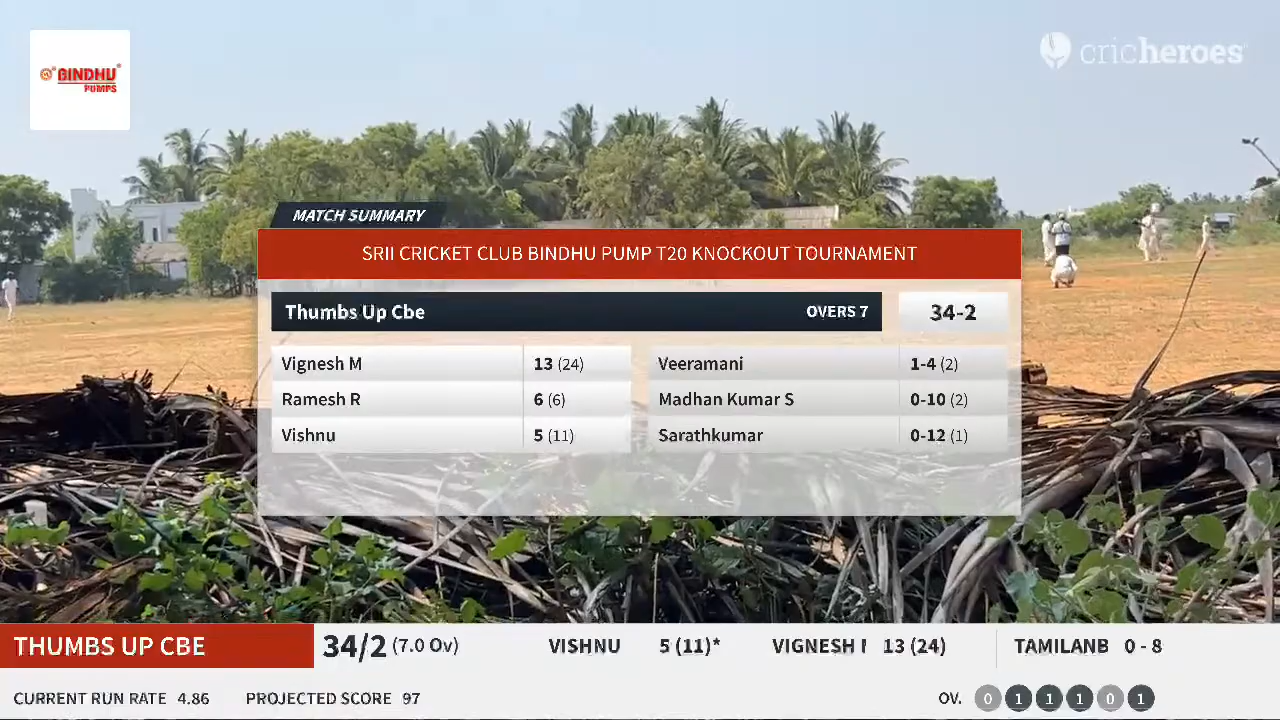 BINDHU
PUMPS
cricheroes
MATCH SUMMARY
SRII CRICKET CLUB BINDHU PUMP T20 KNOCKOUT TOURNAMENT
Thumbs Up Cbe OVERS 7 34-2
Vignesh M 13 (24) Veeramani 1-4 (2)
Ramesh R 6 (6) Madhan Kumar S 0-10 (2)
Vishnu 5 (11) Sarathkumar 0-12 (1)
THUMBS UP CBE 34/2 (7.0 Ov) VISHNU 5 (11)* VIGNESH 13 (24) TAMILANB 0 - 8
CURRENT RUN RATE 4.86 PROJECTED SCORE 97 OV. 0 1 1 1 0 1